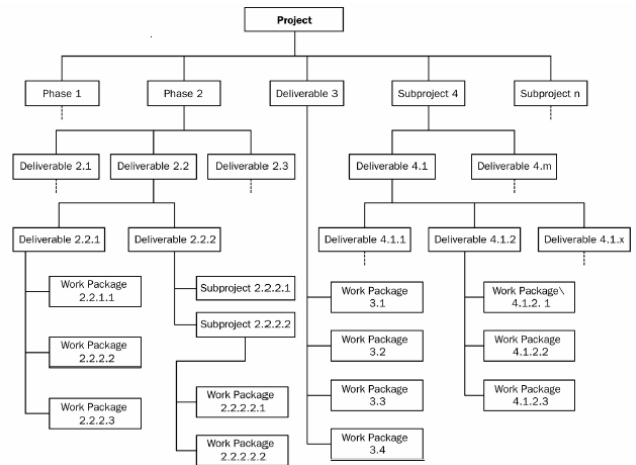 Project
Phase 1
Phase 2
Deliverable 3
Subproject 4
Subproject n
Deliverable 2.1
Deliverable 2.2
Deliverable 2.3
Deliverable 4.1
Deliverable 4.m
Deliverable 2.2.1
Deliverable 2.2.2
Deliverable 4.1.1
Deliverable 4.1.2
Deliverable 4.1.x
Work Package
2.2.1.1
Work Package
2.2.2.2
Work Package
2.2.2.3
Subproject 2.2.2.1
Subproject 2.2.2.2
Work Package
2.2.2.2.1
Work Package
2.2.2.2.2
Work Package
3.1
Work Package
3.2
Work Package
3.3
Work Package
3.4
Work Package\
4.1.2. 1
Work Package
4.1.2.2
Work Package
4.1.2.3